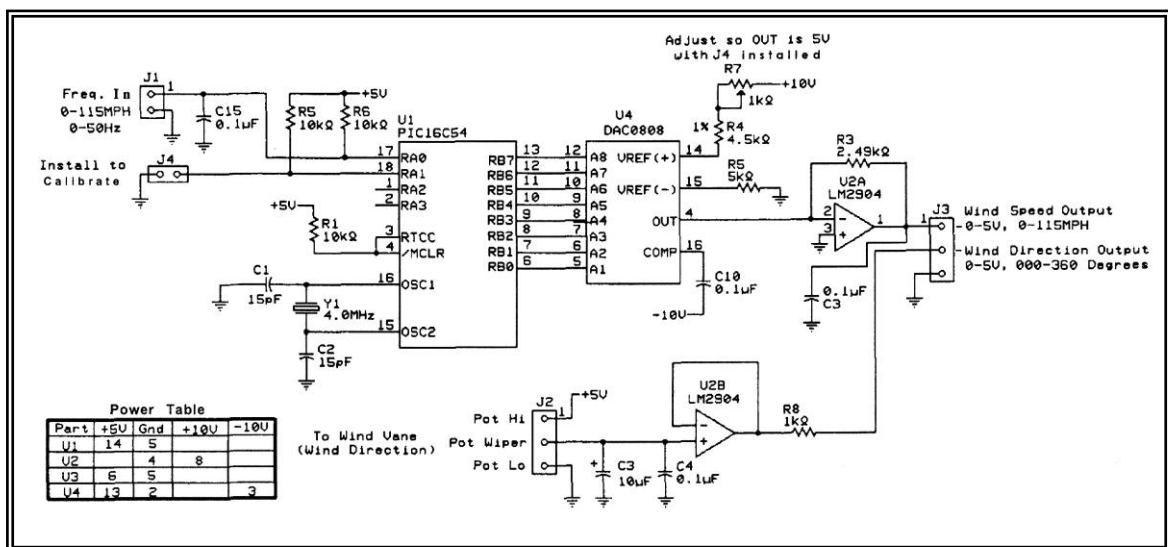 Adjust so OUT is 5V
with J4 installed
R7
+10V
1kΩ
J1
1
Freq. In
0-115MPH
0-50Hz
C15
0.1µF
+5V
R5
10kΩ
R6
10kΩ
U1
PIC16C54
U4
DAC0808
1%
R4
4.5kΩ
Install to
Calibrate
J4
17
RA0
18
RA1
1
RA2
2
RA3
3
RTCC
4
/MCLR
16
OSC1
15
OSC2
RB7
13
12
A8
RB6
12
11
A7
RB5
11
10
A6
RB4
10
9
A5
RB3
9
8
A4
RB2
8
7
A3
RB1
7
6
A2
RB0
6
5
A1
VREF(+)
14
VREF(-)
15
OUT
4
COMP
16
R5
5kΩ
R3
2.49kΩ
U2A
LM2904
2
-
3
+
1
1
J3
Wind Speed Output
-0-5V, 0-115MPH
-Wind Direction Output
0-5V, 000-360 Degrees
+5V
R1
10kΩ
C1
15pF
Y1
4.0MHz
C2
15pF
C10
0.1µF
-10V
0.1µF
C3
U2B
LM2904
-
+
R8
1kΩ
J2
1
+5V
Pot Hi
Pot Wiper
Pot Lo
To Wind Vane
(Wind Direction)
+
C3
10µF
C4
0.1µF
Power Table
Part +5V Gnd +10V -10V
U1 14 5
U2 4 8
U3 6 5
U4 13 2 3